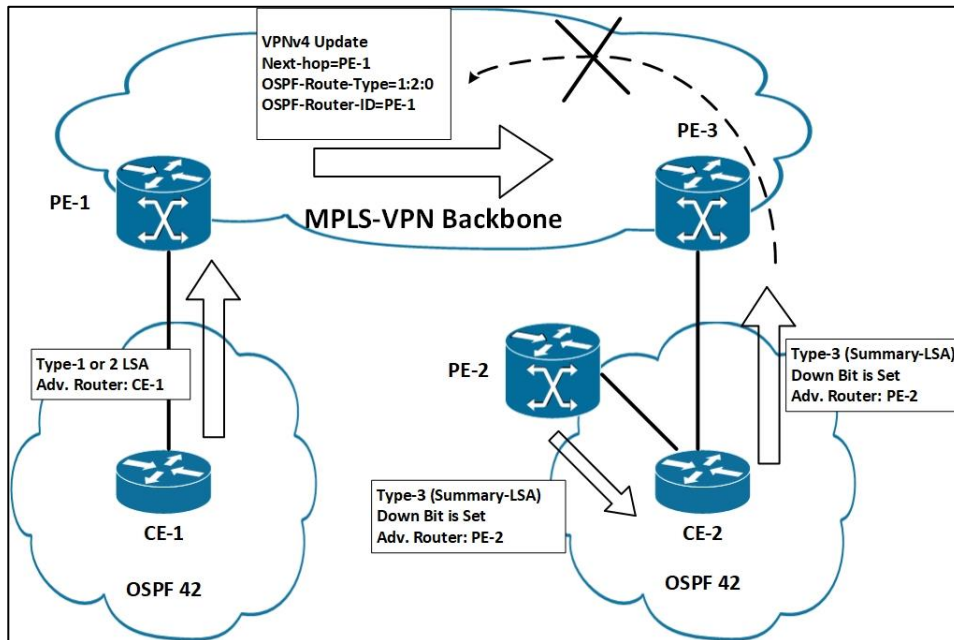 VPNv4 Update
Next-hop=PE-1
OSPF-Route-Type=1:2:0
OSPF-Router-ID=PE-1
PE-3
PE-1
MPLS-VPN Backbone
Type-1 or 2 LSA
Adv. Router: CE-1
PE-2
Type-3 (Summary-LSA)
Down Bit is Set
Adv. Router: PE-2
Type-3 (Summary-LSA)
Down Bit is Set
Adv. Router: PE-2
CE-1
CE-2
OSPF 42
OSPF 42